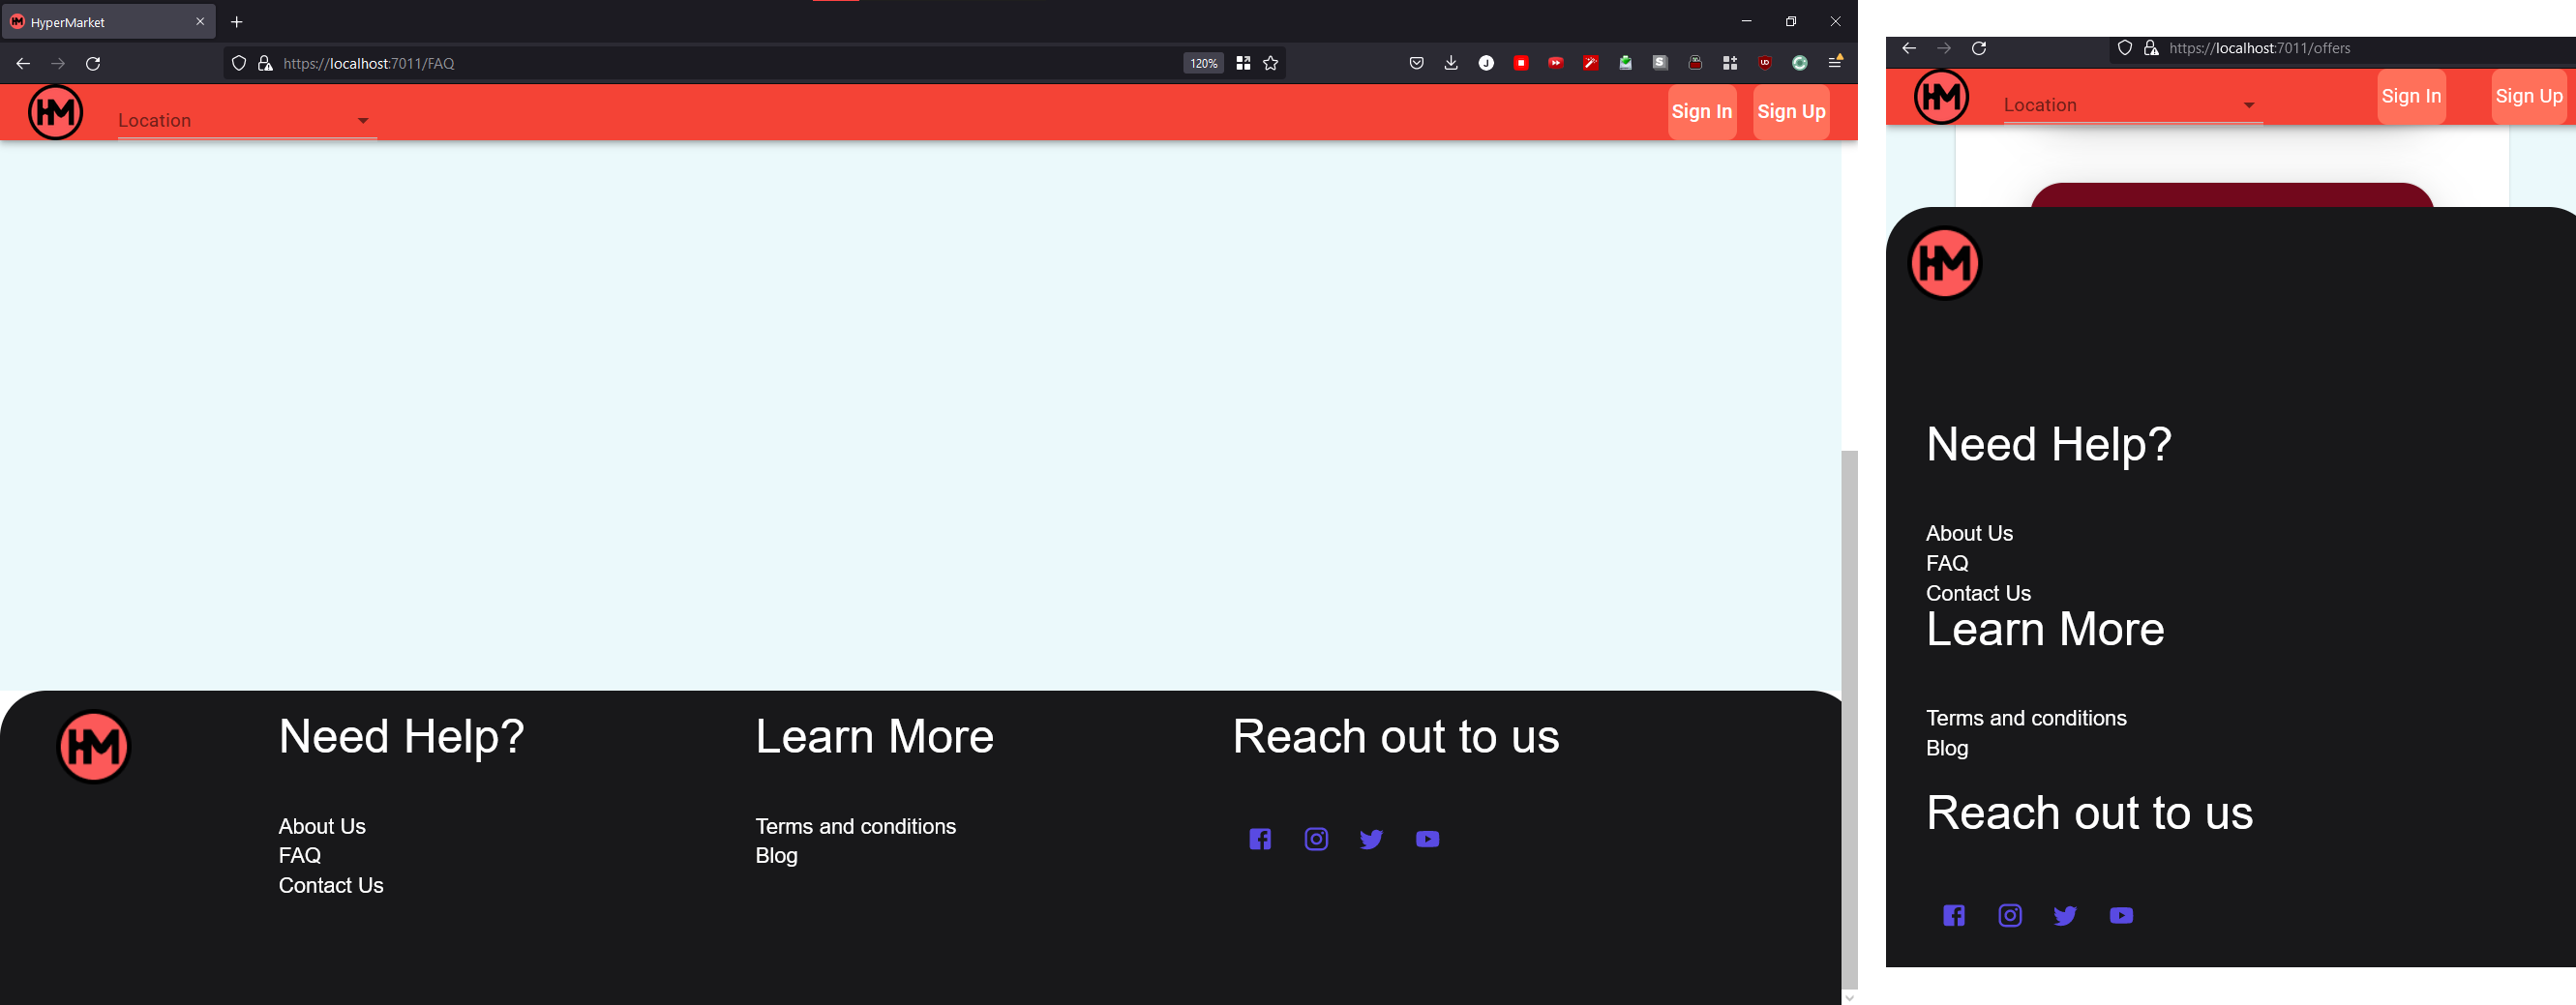 HyperMarket
https://localhost:7011/FAQ
120%
HM
Location
Sign In
Sign Up
HM
Need Help?
About Us
FAQ
Contact Us
Learn More
Terms and conditions
Blog
Reach out to us
https://localhost:7011/offers
HM
Location
Sign In
Sign Up
HM
Need Help?
About Us
FAQ
Contact Us
Learn More
Terms and conditions
Blog
Reach out to us